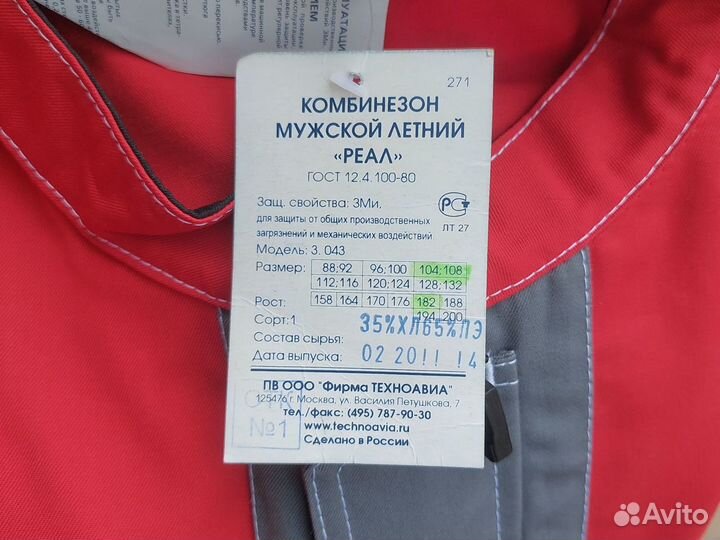 271
КОМБИНЕЗОН
МУЖСКОЙ ЛЕТНИЙ
«РЕАЛ»
ГОСТ 12.4.100-80
Защ. свойства: ЗМи,
для защиты от общих производственных
загрязнений и механических воздействий
РСТ
ЛТ 27
Модель: 3. 043
Размер: 88;92 96;100 104;108
112;116 120;124 128;132
Рост: 158 164 170 176 182 188
194 200
Сорт:1
35%ХЛ65%ПЭ
Состав сырья:
Дата выпуска: 02 2011 14
ПВ ООО "Фирма ТЕХНОАВИА"
125476 г. Москва, ул. Василия Петушкова, 7
тел./факс: (495) 787-90-30
www.technoavia.ru
Сделано в России
ОТК
№1
Avito